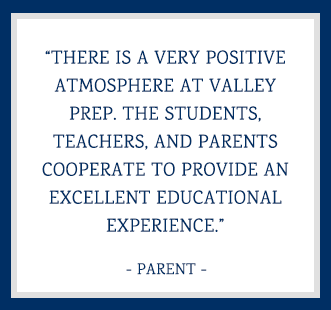 “THERE IS A VERY POSITIVE
ATMOSPHERE AT VALLEY
PREP. THE STUDENTS,
TEACHERS, AND PARENTS
COOPERATE TO PROVIDE AN
EXCELLENT EDUCATIONAL
EXPERIENCE.”
- PARENT -